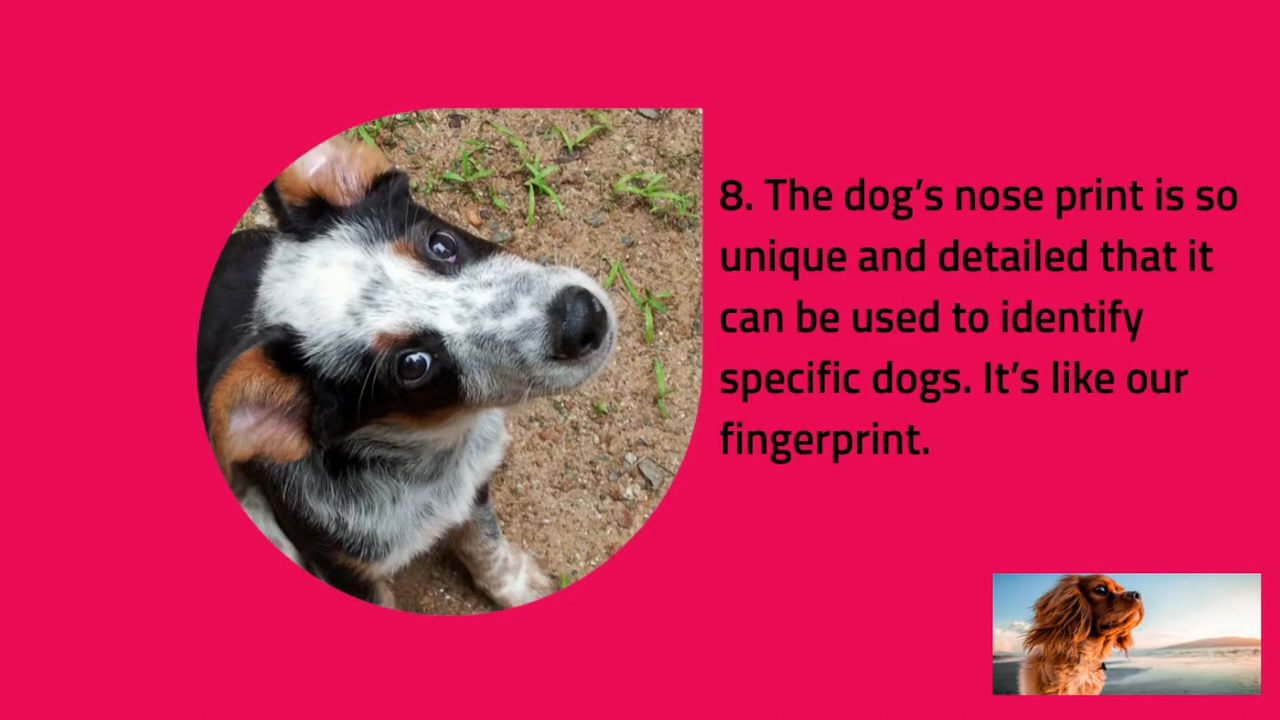 8. The dog’s nose print is so
unique and detailed that it
can be used to identify
specific dogs. It’s like our
fingerprint.